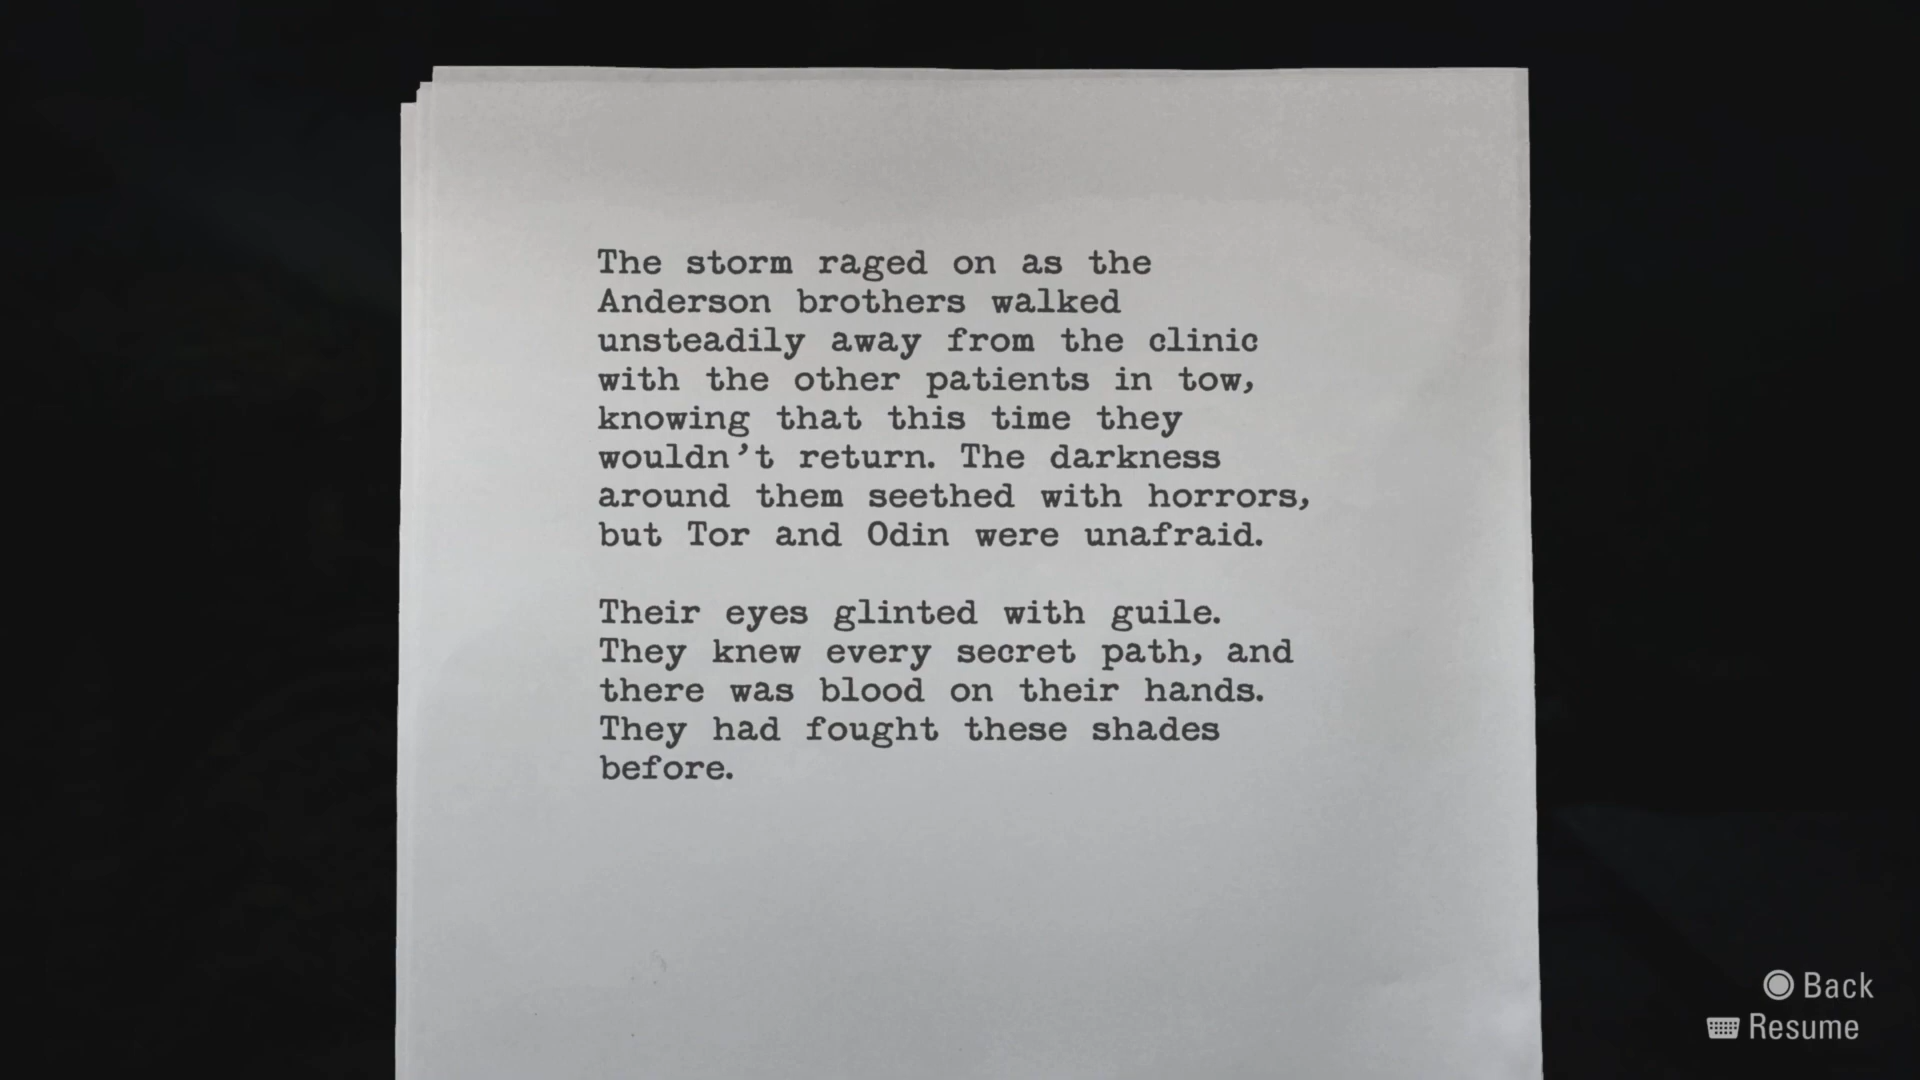 The storm raged on as the
Anderson brothers walked
unsteadily away from the clinic
with the other patients in tow,
knowing that this time they
wouldn’t return. The darkness
around them seethed with horrors,
but Tor and Odin were unafraid.
Their eyes glinted with guile.
They knew every secret path, and
there was blood on their hands.
They had fought these shades
before.
Back
Resume